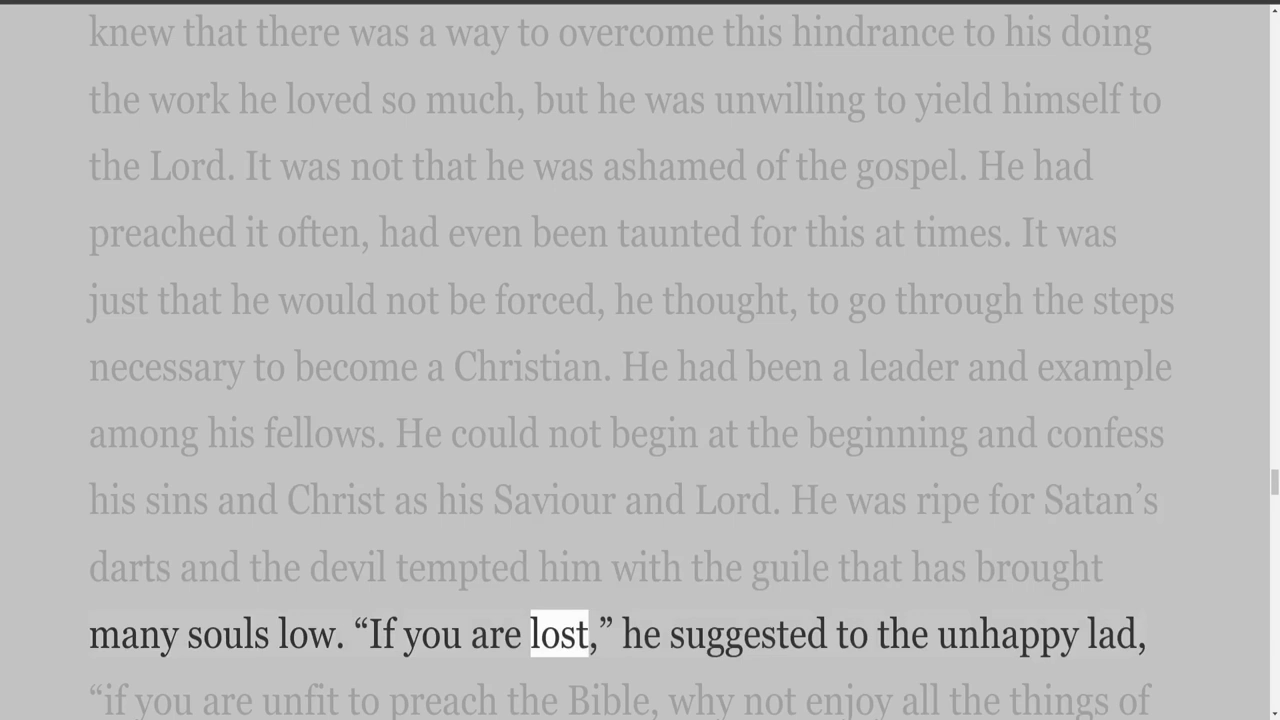 knew that there was a way to overcome this hindrance to his doing
the work he loved so much, but he was unwilling to yield himself to
the Lord. It was not that he was ashamed of the gospel. He had
preached it often, had even been taunted for this at times. It was
just that he would not be forced, he thought, to go through the steps
necessary to become a Christian. He had been a leader and example
among his fellows. He could not begin at the beginning and confess
his sins and Christ as his Saviour and Lord. He was ripe for Satan’s
darts and the devil tempted him with the guile that has brought
many souls low. “If you are lost,” he suggested to the unhappy lad,
“if you are unfit to preach the Bible, why not enjoy all the things of